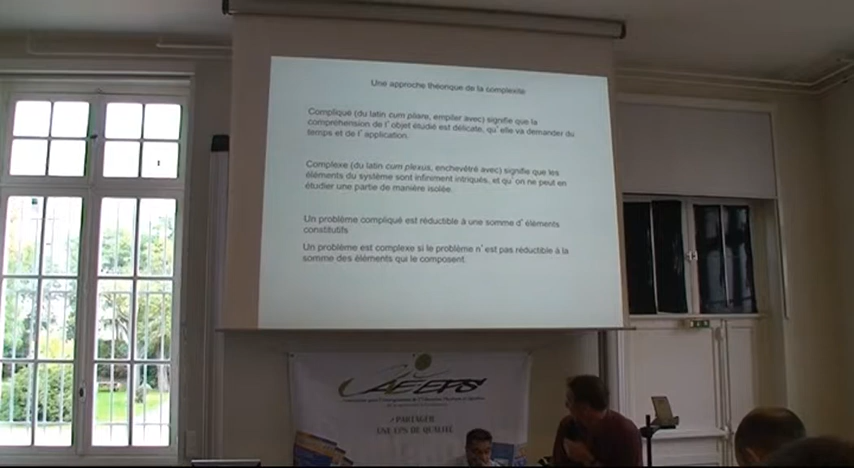 Une approche théorique de la complexité
Compliqué (du latin cum pliare, empiler avec) signifie que la
compréhension de l'objet étudié est délicate, qu'elle va demander du
temps et de l'application.
Complexe (du latin cum plexus, enchevêtré avec) signifie que les
éléments du système sont infiniment intriqués, et qu'on ne peut en
étudier une partie de manière isolée.
Un problème compliqué est réductible à une somme d'éléments
constitutifs
Un problème est complexe si le problème n'est pas réductible à la
somme des éléments qui le composent.
AEEPS
PARTAGER
UNE EPS DE QUALITÉ